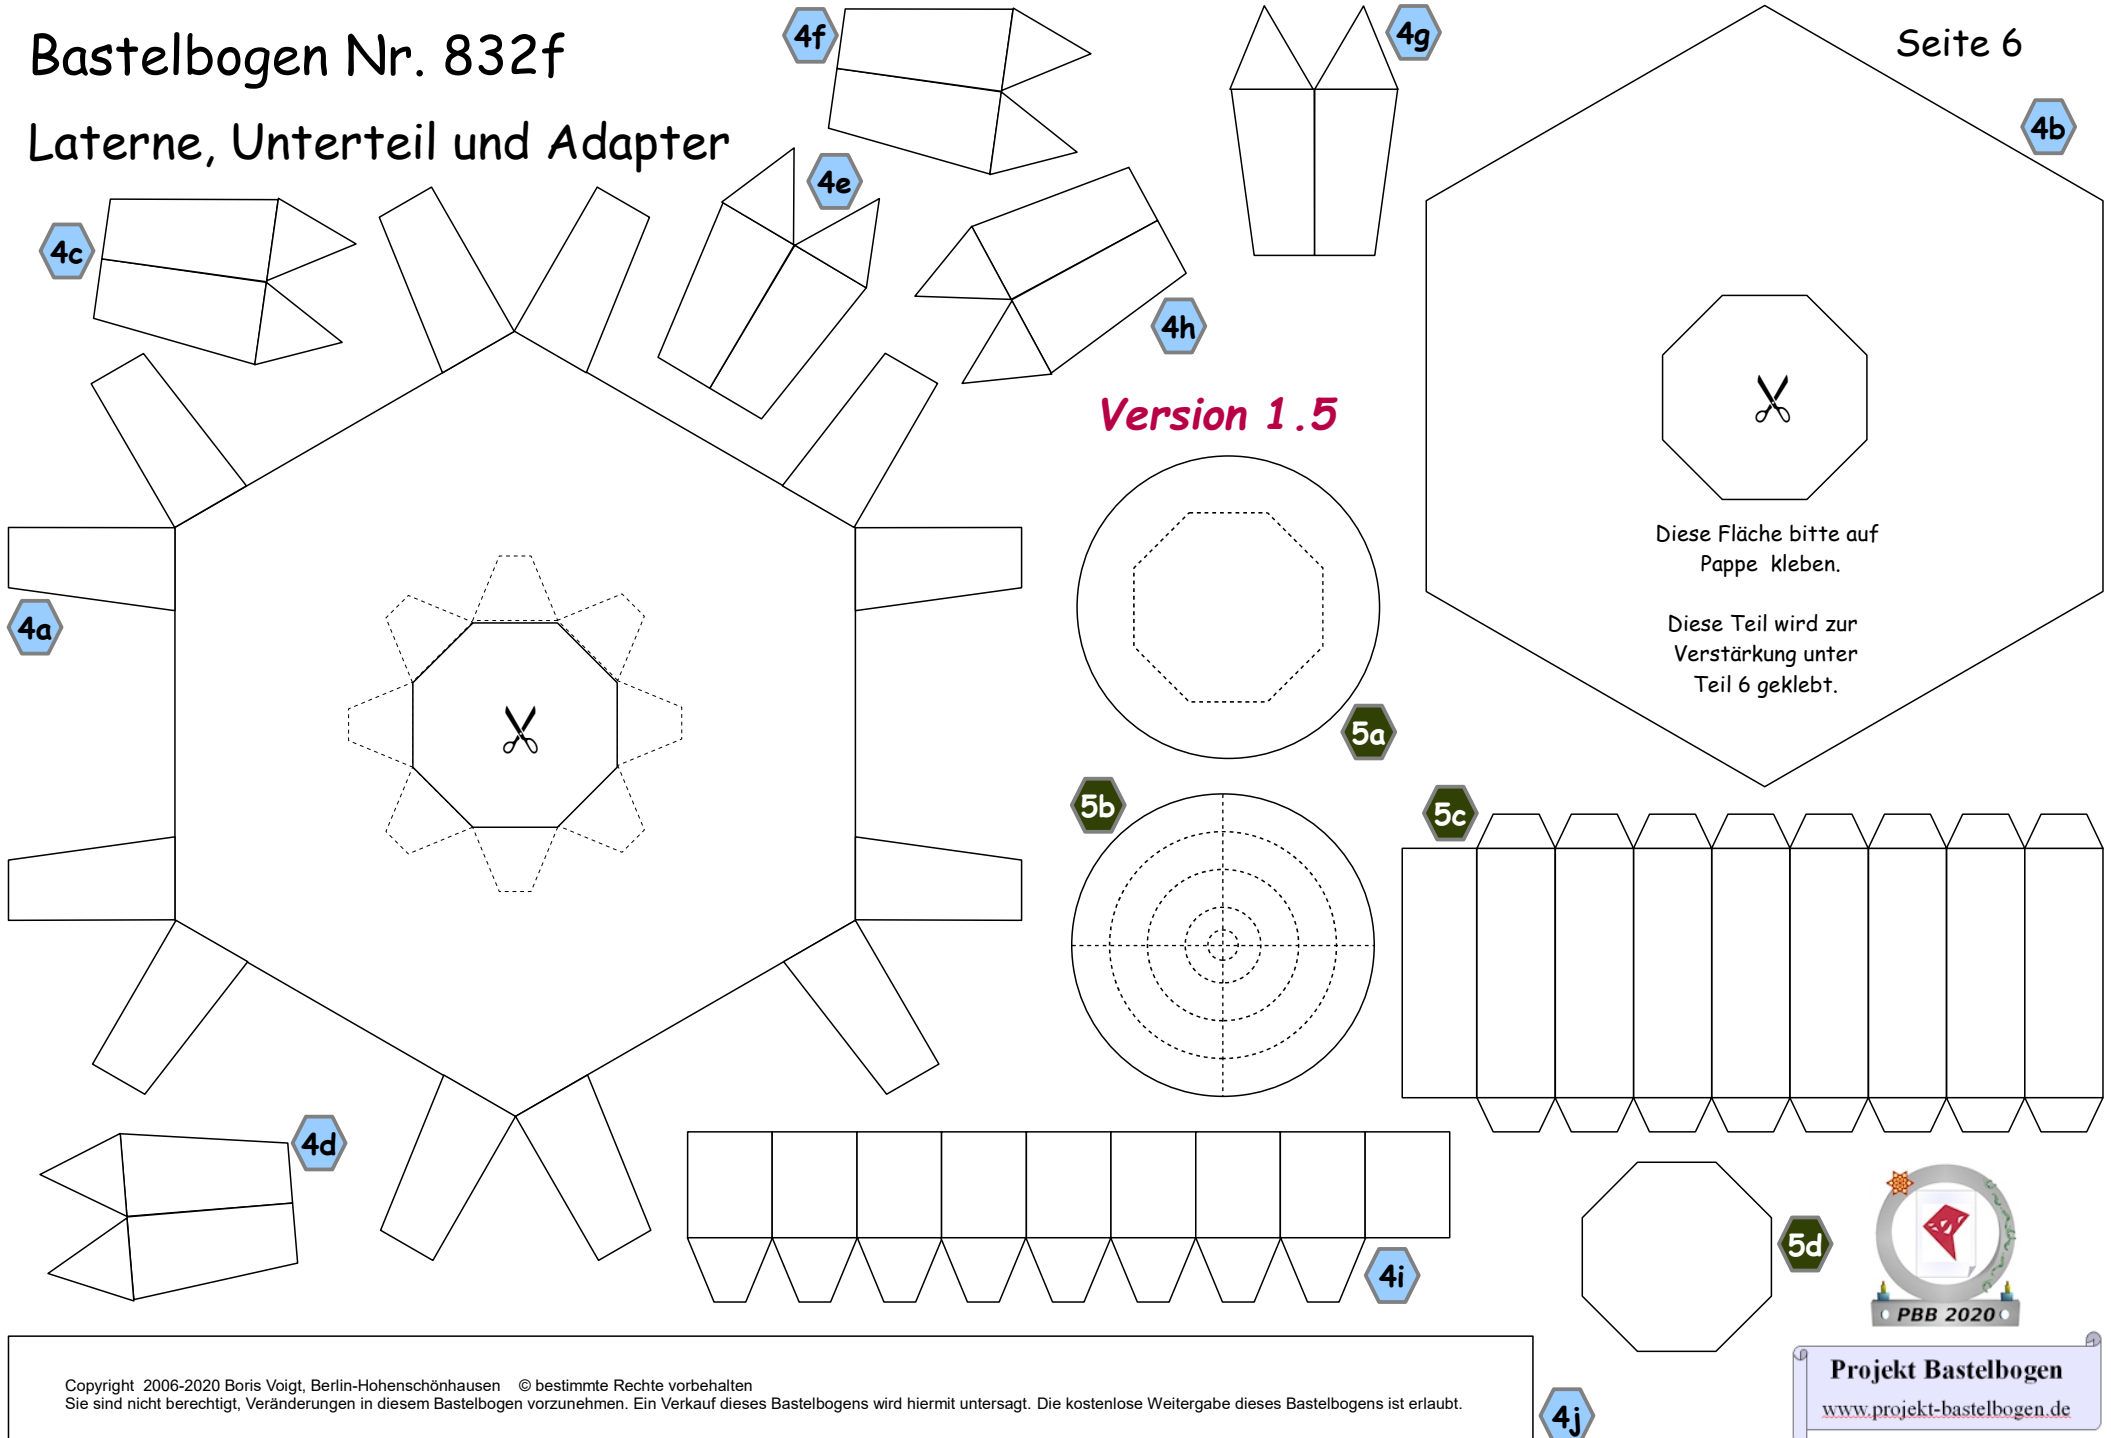 Bastelbogen Nr. 832f
Laterne, Unterteil und Adapter
Seite 6
4f
4g
4b
4e
4c
4h
Version 1.5
Diese Fläche bitte auf
Pappe kleben.
Diese Teil wird zur
Verstärkung unter
Teil 6 geklebt.
4a
5a
5b
5c
4d
4i
5d
PBB 2020
Projekt Bastelbogen
www.projekt-bastelbogen.de
Copyright 2006-2020 Boris Voigt, Berlin-Hohenschönhausen © bestimmte Rechte vorbehalten
Sie sind nicht berechtigt, Veränderungen in diesem Bastelbogen vorzunehmen. Ein Verkauf dieses Bastelbogens wird hiermit untersagt. Die kostenlose Weitergabe dieses Bastelbogens ist erlaubt.
4j